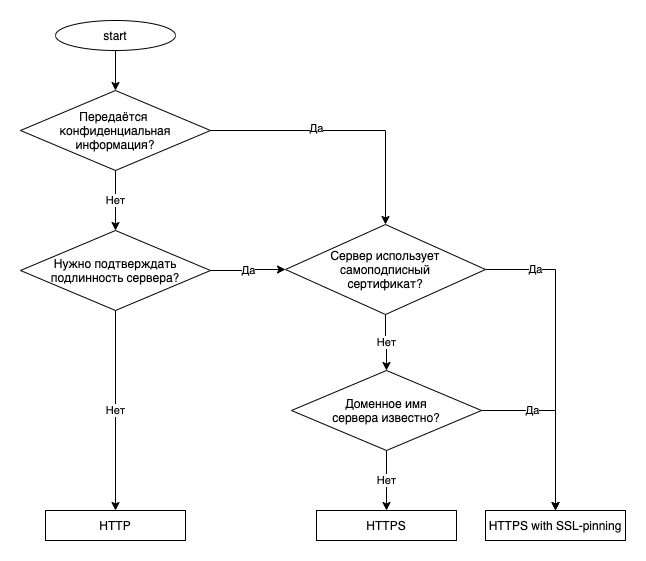 start
Передаётся
конфиденциальная
информация?
Да
Нет
Нужно подтверждать
подлинность сервера?
Да
Сервер использует
самоподписный
сертификат?
Да
Нет
Доменное имя
сервера известно?
Да
Нет
Нет
HTTP
HTTPS
HTTPS with SSL-pinning